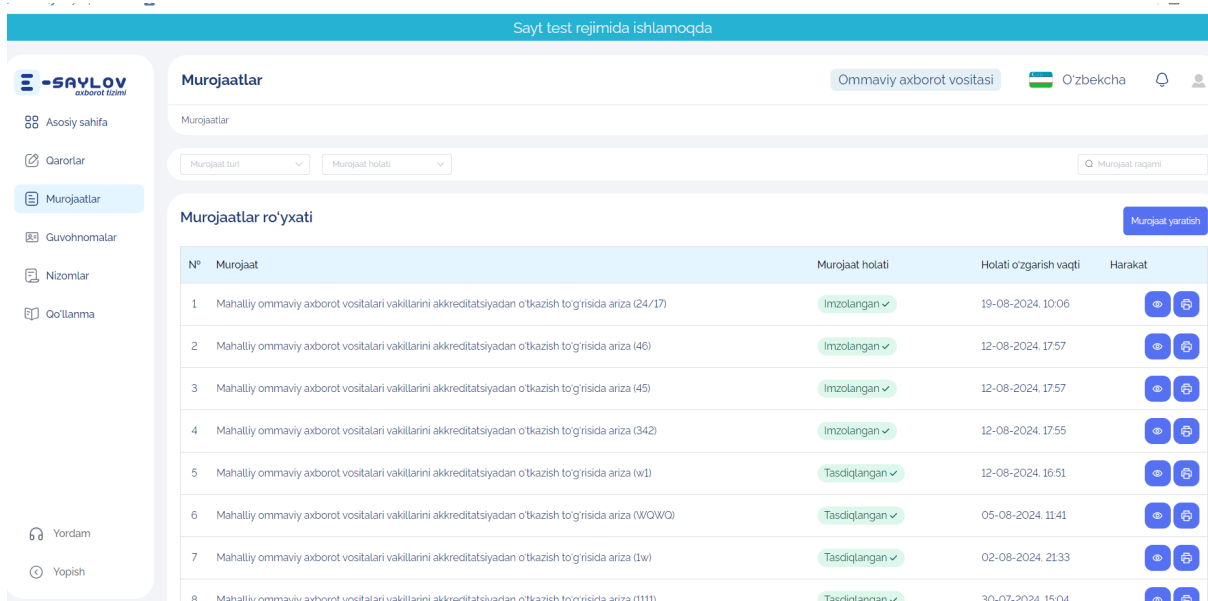 Sayt test rejimida ishlamoqda
E-SAYLOV
axborot tizimi
Murojaatlar
Ommaviy axborot vositasi
O'zbekcha
Asosiy sahifa
Murojaatlar
Qarorlar
Murojaat turi
Murojaat holati
Murojaat raqami
Murojaatlar
Murojaatlar ro'yxati
Murojaat yaratish
Guvohnomalar
Nizomlar
Qo'llanma
Nº Murojaat Murojaat holati Holati o'zgarish vaqti Harakat
1 Mahalliy ommaviy axborot vositalari vakillarini akkreditatsiyadan o'tkazish to'g'risida ariza (24/17) Imzolangan ✓ 19-08-2024, 10:06
2 Mahalliy ommaviy axborot vositalari vakillarini akkreditatsiyadan o'tkazish to'g'risida ariza (46) Imzolangan ✓ 12-08-2024, 17:57
3 Mahalliy ommaviy axborot vositalari vakillarini akkreditatsiyadan o'tkazish to'g'risida ariza (45) Imzolangan ✓ 12-08-2024, 17:57
4 Mahalliy ommaviy axborot vositalari vakillarini akkreditatsiyadan o'tkazish to'g'risida ariza (342) Imzolangan ✓ 12-08-2024, 17:55
5 Mahalliy ommaviy axborot vositalari vakillarini akkreditatsiyadan o'tkazish to'g'risida ariza (w1) Tasdiqlangan ✓ 12-08-2024, 16:51
6 Mahalliy ommaviy axborot vositalari vakillarini akkreditatsiyadan o'tkazish to'g'risida ariza (WQWQ) Tasdiqlangan ✓ 05-08-2024, 11:41
7 Mahalliy ommaviy axborot vositalari vakillarini akkreditatsiyadan o'tkazish to'g'risida ariza (1w) Tasdiqlangan ✓ 02-08-2024, 21:33
8 Mahalliy ommaviy axborot vositalari vakillarini akkreditatsiyadan o'tkazish to'g'risida ariza (1111) Tasdiqlangan ✓ 30-07-2024, 15:04
Yordam
Yopish